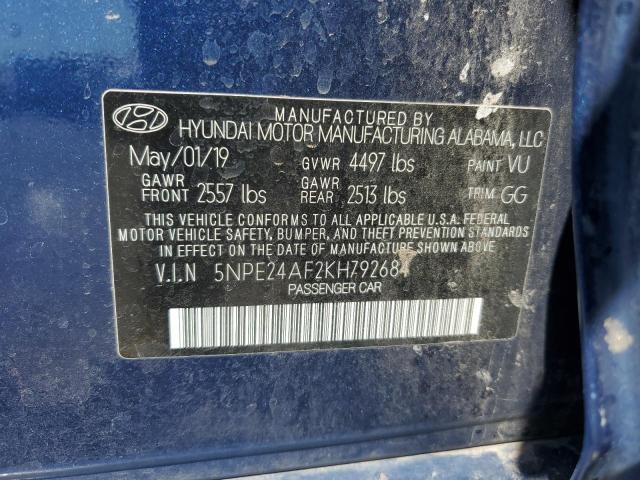 MANUFACTURED BY
HYUNDAI MOTOR MANUFACTURING ALABAMA, LLC
May/01/19 GVWR 4497 lbs PAINT VU
GAWR FRONT 2557 lbs GAWR REAR 2513 lbs TRIM GG
THIS VEHICLE CONFORMS TO ALL APPLICABLE U.S.A. FEDERAL
MOTOR VEHICLE SAFETY, BUMPER, AND THEFT PREVENTION STANDARDS
IN EFFECT ON THE DATE OF MANUFACTURE SHOWN ABOVE.
V.I.N 5NPE24AF2KH792684
PASSENGER CAR